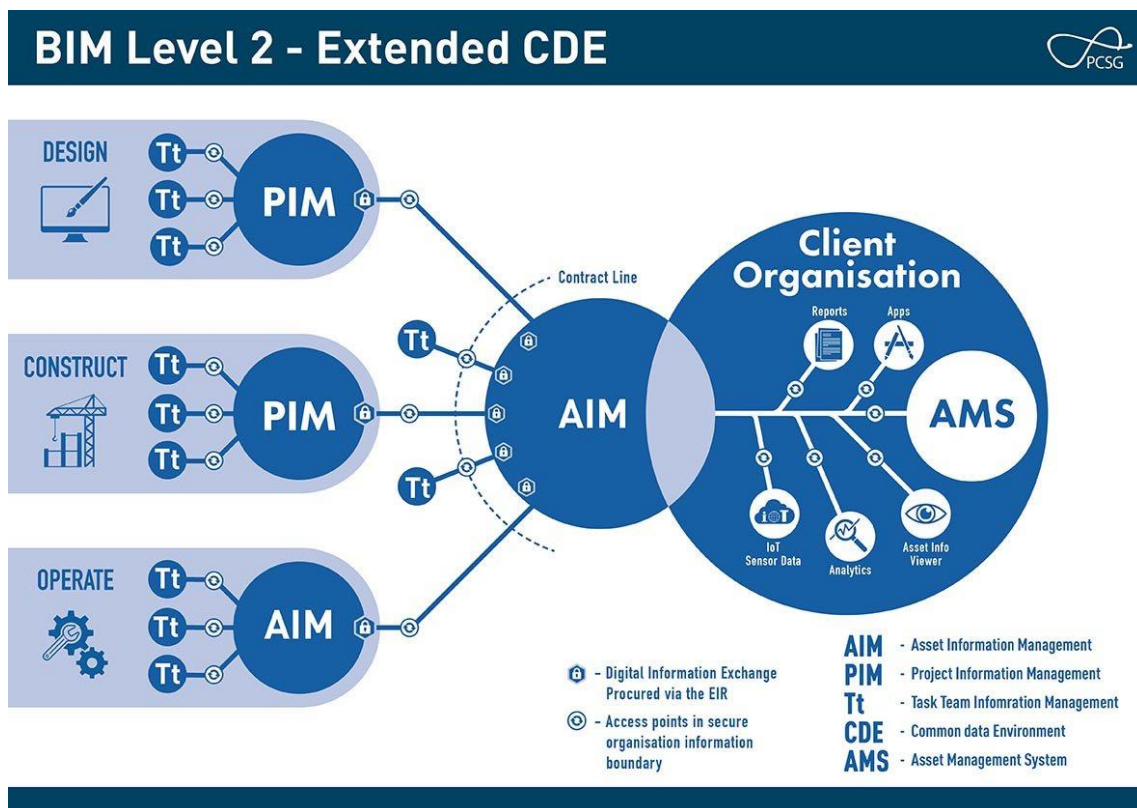 BIM Level 2 - Extended CDE
PCSG
DESIGN
Tt
Tt
Tt
PIM
CONSTRUCT
Tt
Tt
Tt
PIM
OPERATE
Tt
Tt
Tt
AIM
Contract Line
Tt
Tt
AIM
Client
Organisation
Reports
Apps
AMS
IoT
IoT
Sensor Data
Analytics
Asset Info
Viewer
- Digital Information Exchange
Procured via the EIR
- Access points in secure
organisation information
boundary
AIM - Asset Information Management
PIM - Project Information Management
Tt - Task Team Infomration Management
CDE - Common data Environment
AMS - Asset Management System